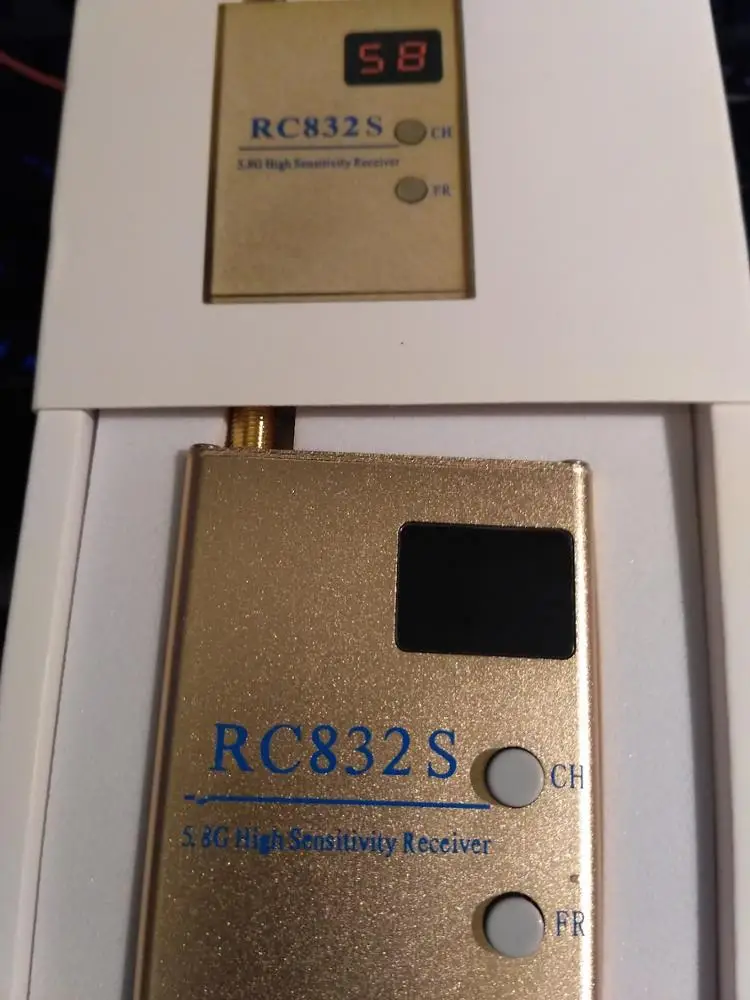 58
RC832S
CH
5.8G High Sensitivity Receiver
FR
RC832S
CH
5.8G High Sensitivity Receiver
FR